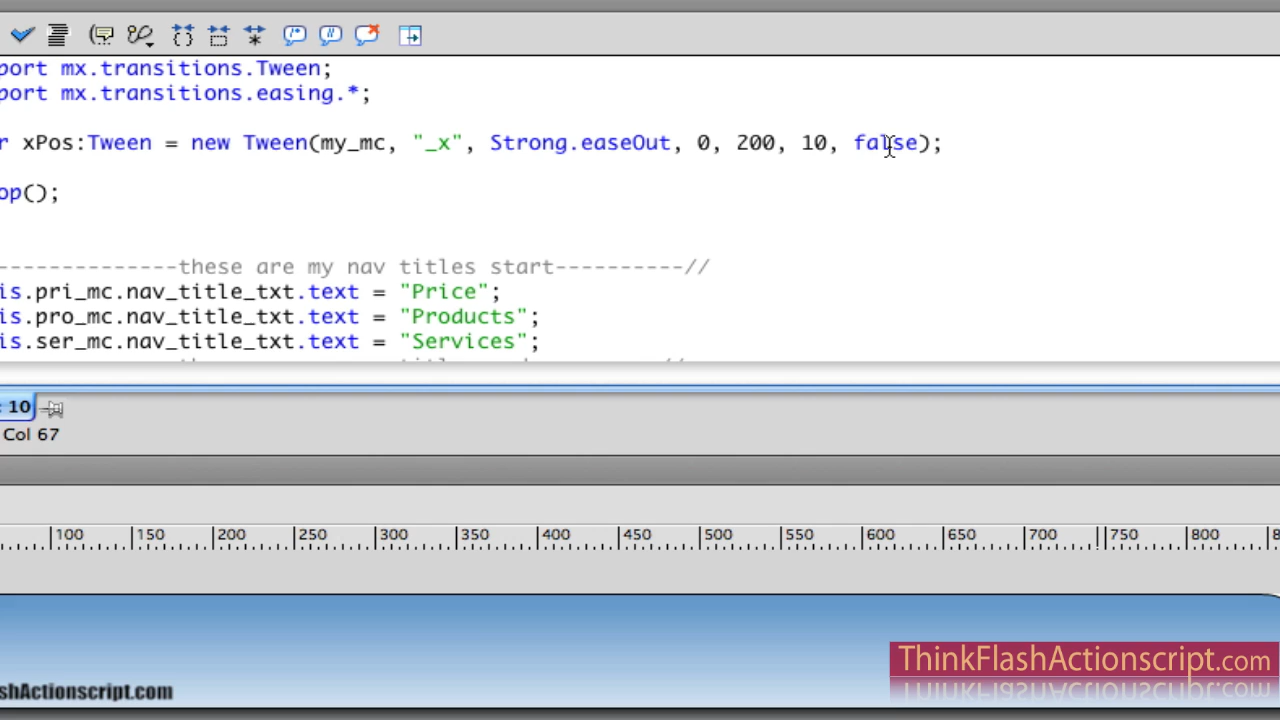 port mx.transitions.Tween;
port mx.transitions.easing.*;
r xPos:Tween = new Tween(my_mc, "_x", Strong.easeOut, 0, 200, 10, false);
op();
--------------these are my nav titles start----------//
is.pri_mc.nav_title_txt.text = "Price";
is.pro_mc.nav_title_txt.text = "Products";
is.ser_mc.nav_title_txt.text = "Services";
: 10
Col 67
100 150 200 250 300 350 400 450 500 550 600 650 700 750 800 8
ThinkFlashActionscript.com
shActionscript.com